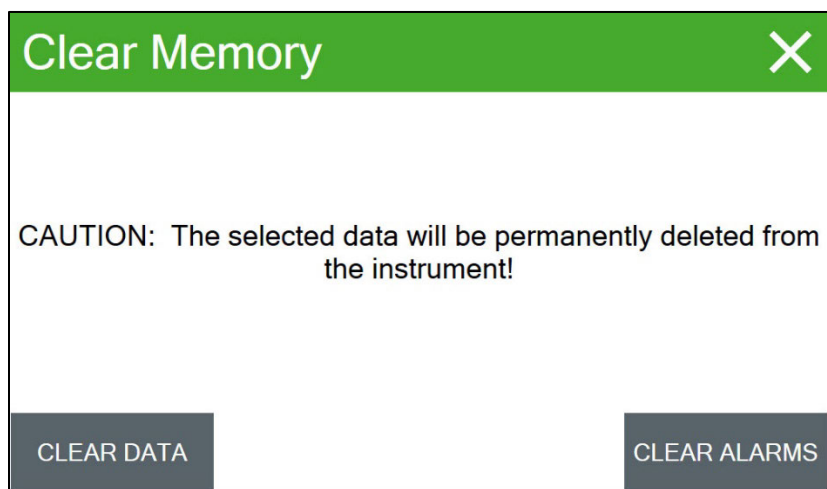 Clear Memory
CAUTION:  The selected data will be permanently deleted from
the instrument!
CLEAR DATA
CLEAR ALARMS